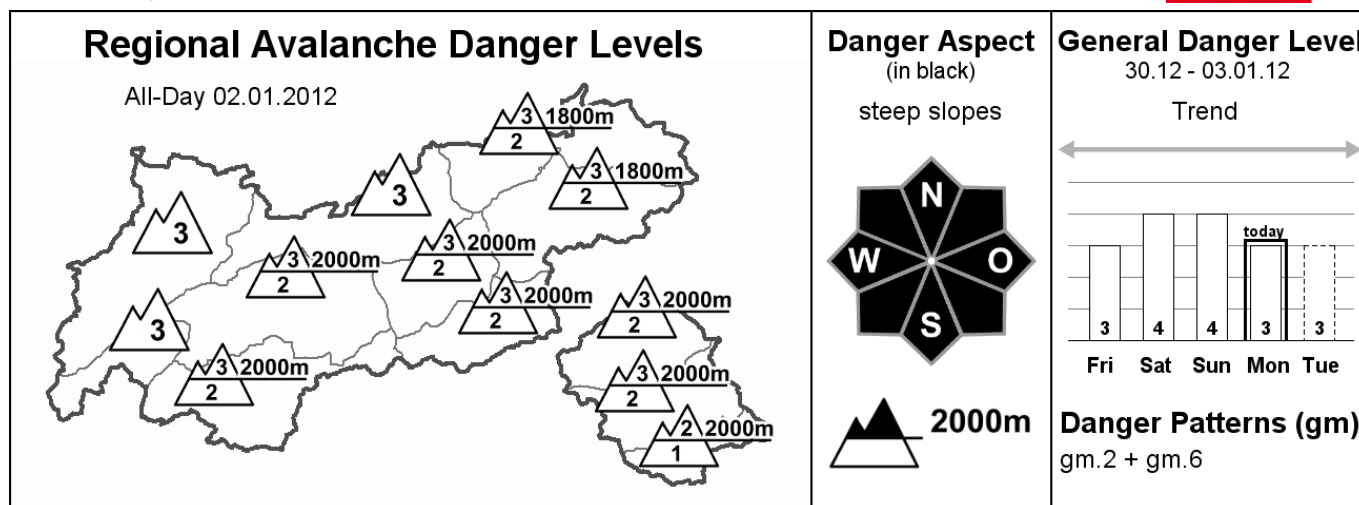 Regional Avalanche Danger Levels
All-Day 02.01.2012
3 1800m
2
3 1800m
2
3
3
3 2000m
2
3 2000m
2
3 2000m
2
3 2000m
2
3
3 2000m
2
3 2000m
2
2 2000m
1
Danger Aspect
(in black)
steep slopes
N
W O
S
2000m
General Danger Level
30.12 - 03.01.12
Trend
today
3 4 4 3 3
Fri Sat Sun Mon Tue
Danger Patterns (gm)
gm.2 + gm.6